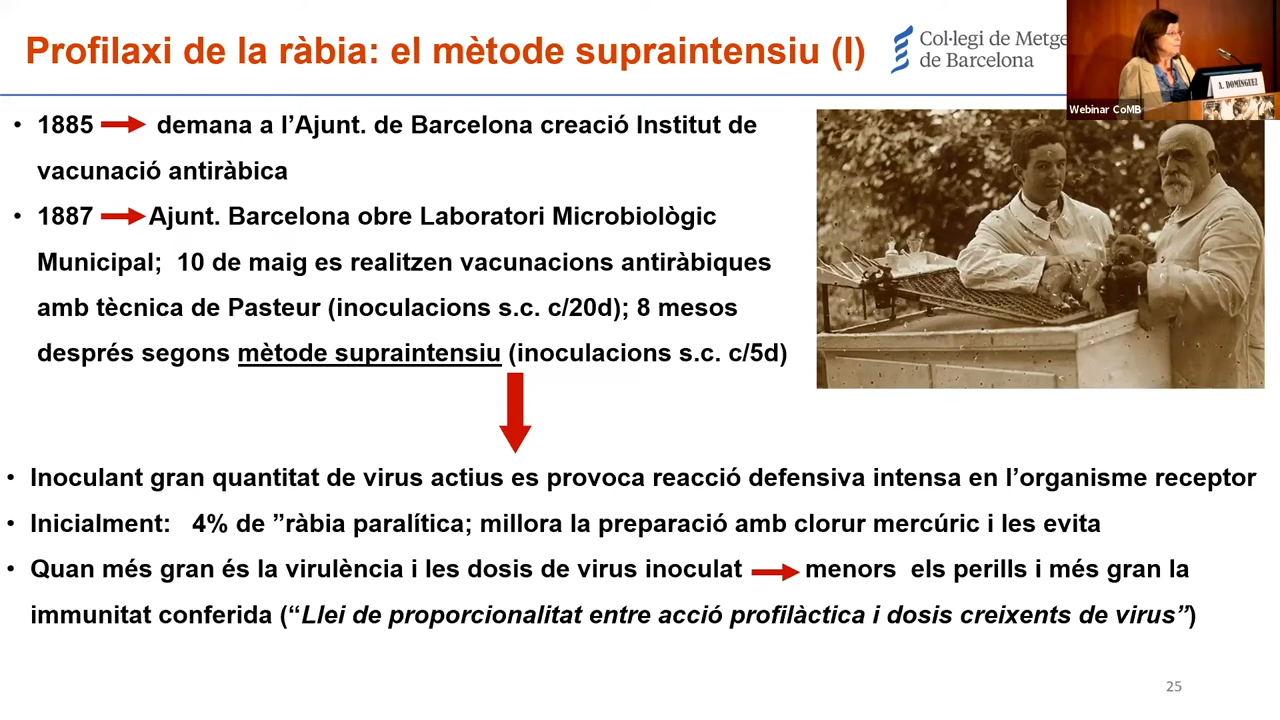 Profilaxi de la ràbia: el mètode supraintensiu (I)
Col·legi de Metge
de Barcelona
A. DOMÍNGUEZ
Webinar CoMB
• 1885 demana a l’Ajunt. de Barcelona creació Institut de
vacunació antiràbica
• 1887 Ajunt. Barcelona obre Laboratori Microbiològic
Municipal; 10 de maig es realitzen vacunacions antiràbiques
amb tècnica de Pasteur (inoculacions s.c. c/20d); 8 mesos
després segons mètode supraintensiu (inoculacions s.c. c/5d)
• Inoculant gran quantitat de virus actius es provoca reacció defensiva intensa en l’organisme receptor
• Inicialment: 4% de ”ràbia paralítica; millora la preparació amb clorur mercúric i les evita
• Quan més gran és la virulència i les dosis de virus inoculat menors els perills i més gran la
immunitat conferida (“Llei de proporcionalitat entre acció profilàctica i dosis creixents de virus”)
25